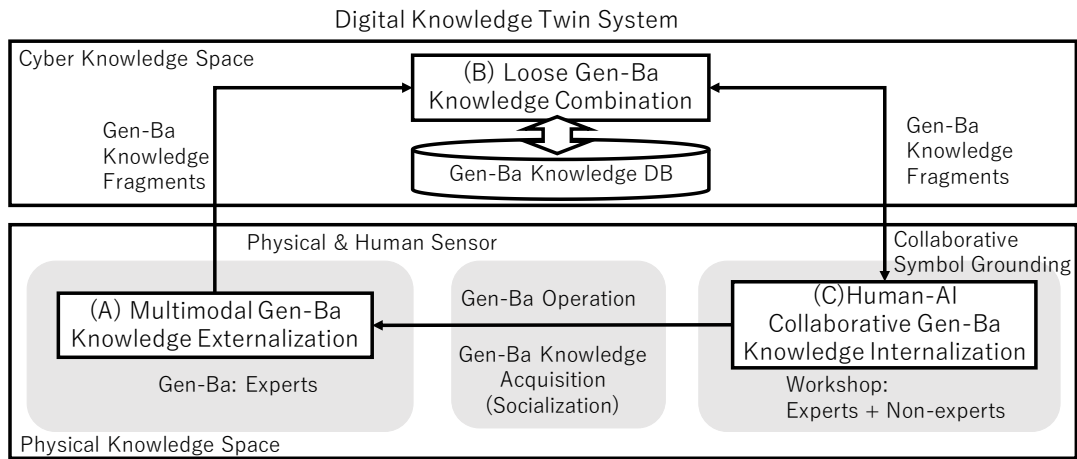 Digital Knowledge Twin System
Cyber Knowledge Space
(B) Loose Gen-Ba
Knowledge Combination
Gen-Ba
Knowledge
Fragments
Gen-Ba Knowledge DB
Gen-Ba
Knowledge
Fragments
Physical & Human Sensor
Collaborative
Symbol Grounding
(A) Multimodal Gen-Ba
Knowledge Externalization
Gen-Ba: Experts
Gen-Ba Operation
Gen-Ba Knowledge
Acquisition
(Socialization)
(C)Human-AI
Collaborative Gen-Ba
Knowledge Internalization
Workshop:
Experts + Non-experts
Physical Knowledge Space